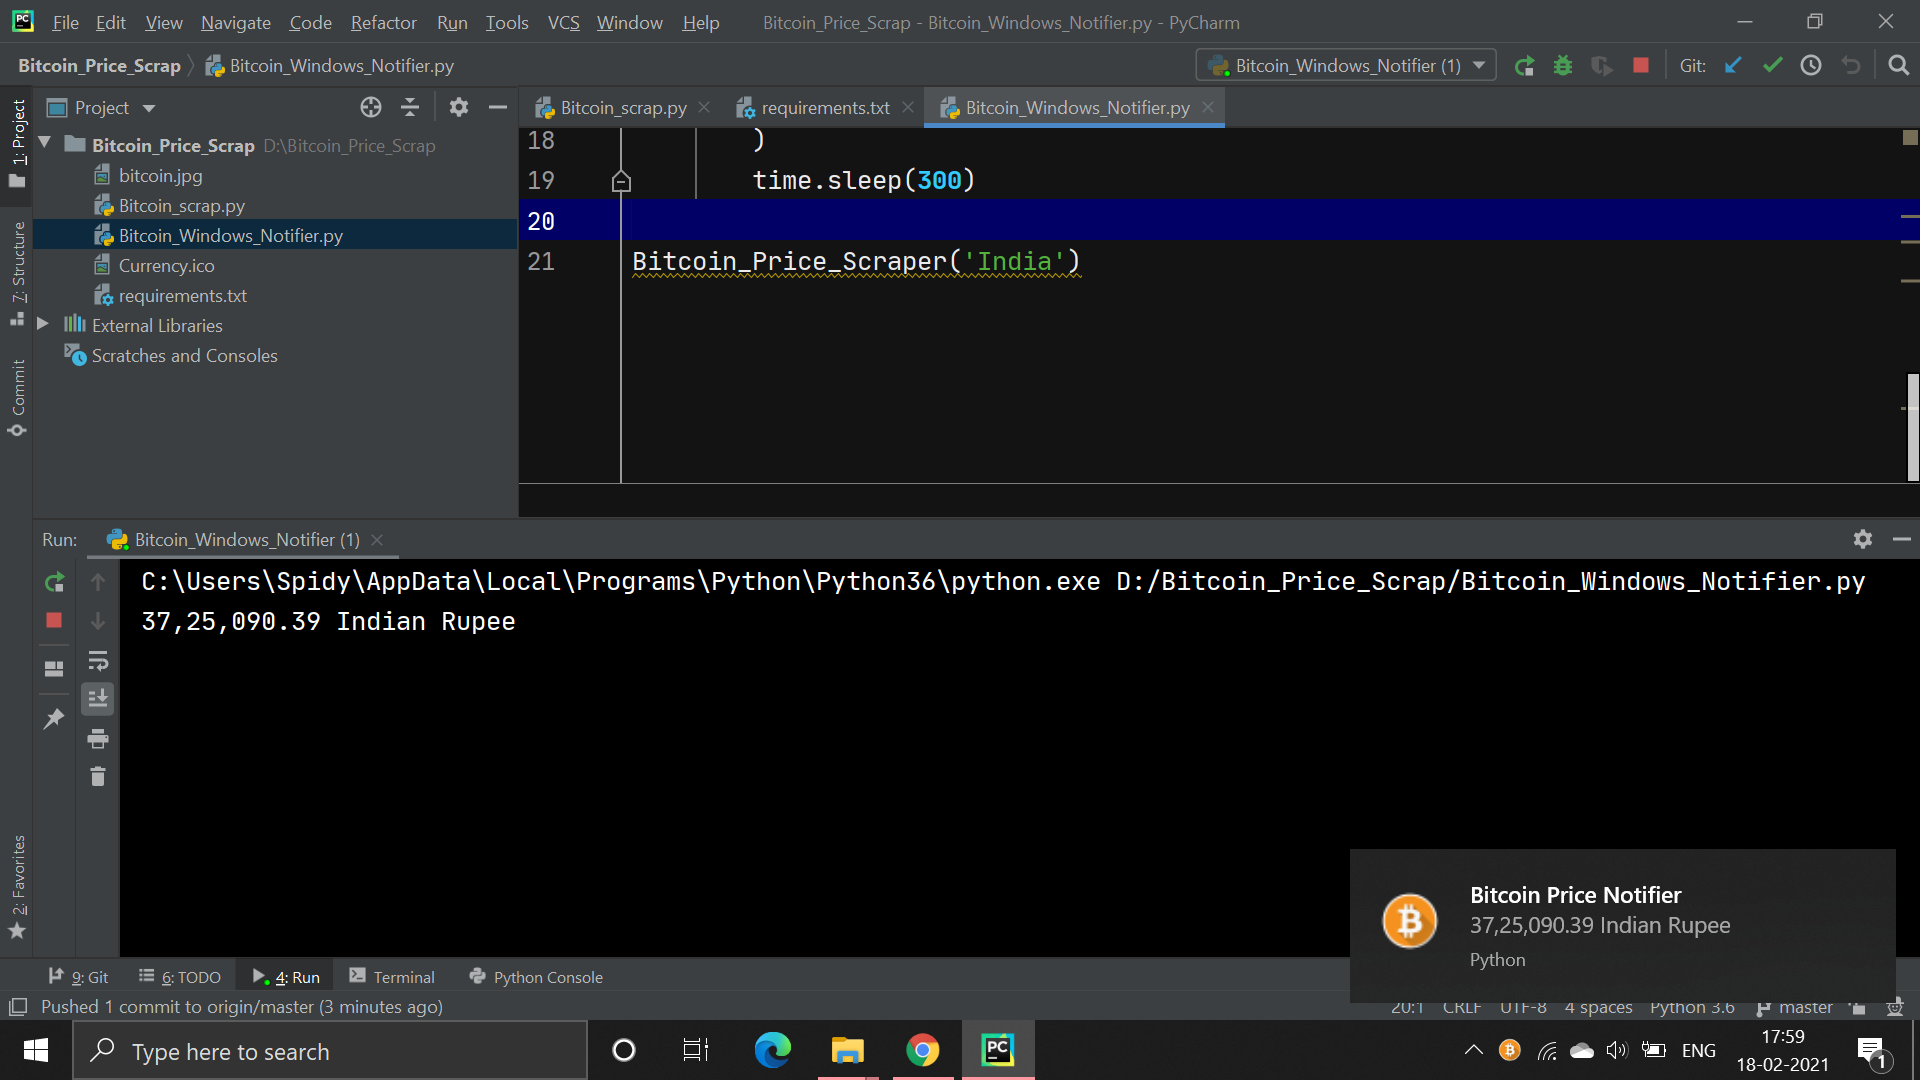 File Edit View Navigate Code Refactor Run Tools VCS Window Help Bitcoin_Price_Scrap - Bitcoin_Windows_Notifier.py - PyCharm
Bitcoin_Price_Scrap Bitcoin_Windows_Notifier.py Bitcoin_Windows_Notifier (1) Git:
1: Project
7: Structure
Commit
2: Favorites
Project
Bitcoin_Price_Scrap D:\Bitcoin_Price_Scrap
bitcoin.jpg
Bitcoin_scrap.py
Bitcoin_Windows_Notifier.py
Currency.ico
requirements.txt
External Libraries
Scratches and Consoles
Bitcoin_scrap.py requirements.txt Bitcoin_Windows_Notifier.py
18 )
19 time.sleep(300)
20
21 Bitcoin_Price_Scraper('India')
Run: Bitcoin_Windows_Notifier (1)
C:\Users\Spidy\AppData\Local\Programs\Python\Python36\python.exe D:/Bitcoin_Price_Scrap/Bitcoin_Windows_Notifier.py
37,25,090.39 Indian Rupee
Bitcoin Price Notifier
37,25,090.39 Indian Rupee
Python
9: Git 6: TODO 4: Run Terminal Python Console
Pushed 1 commit to origin/master (3 minutes ago) 20:1 CRLF UTF-8 4 spaces Python 3.6 master
Type here to search PC ENG
17:59
18-02-2021
1